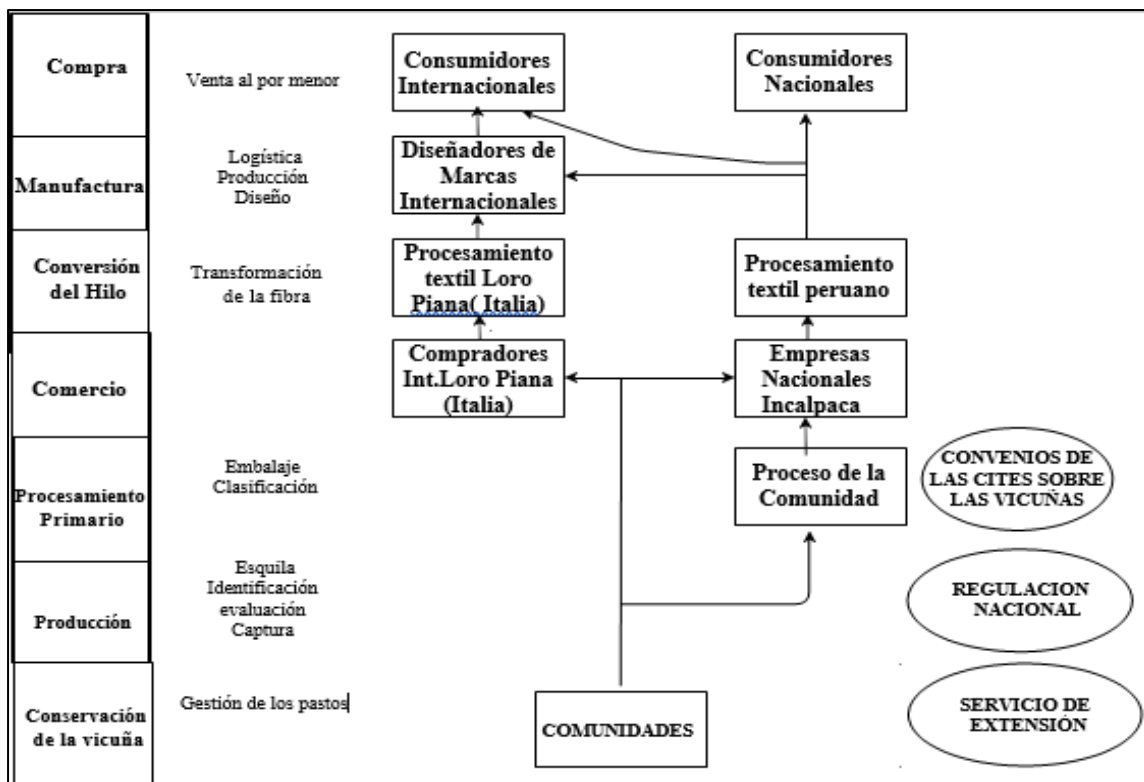 Compra
Venta al por menor
Consumidores
Internacionales
Consumidores
Nacionales
Manufactura
Logística
Producción
Diseño
Diseñadores de
Marcas
Internacionales
Conversión
del Hilo
Transformación
de la fibra
Procesamiento
textil Loro
Piana( Italia)
Procesamiento
textil peruano
Comercio
Compradores
Int.Loro Piana
(Italia)
Empresas
Nacionales
Incalpaca
Procesamiento
Primario
Embalaje
Clasificación
Proceso de la
Comunidad
CONVENIOS DE
LAS CITES SOBRE
LAS VICUÑAS
Producción
Esquila
Identificación
evaluación
Captura
REGULACION
NACIONAL
Conservación
de la vicuña
Gestión de los pastos
COMUNIDADES
SERVICIO DE
EXTENSIÓN